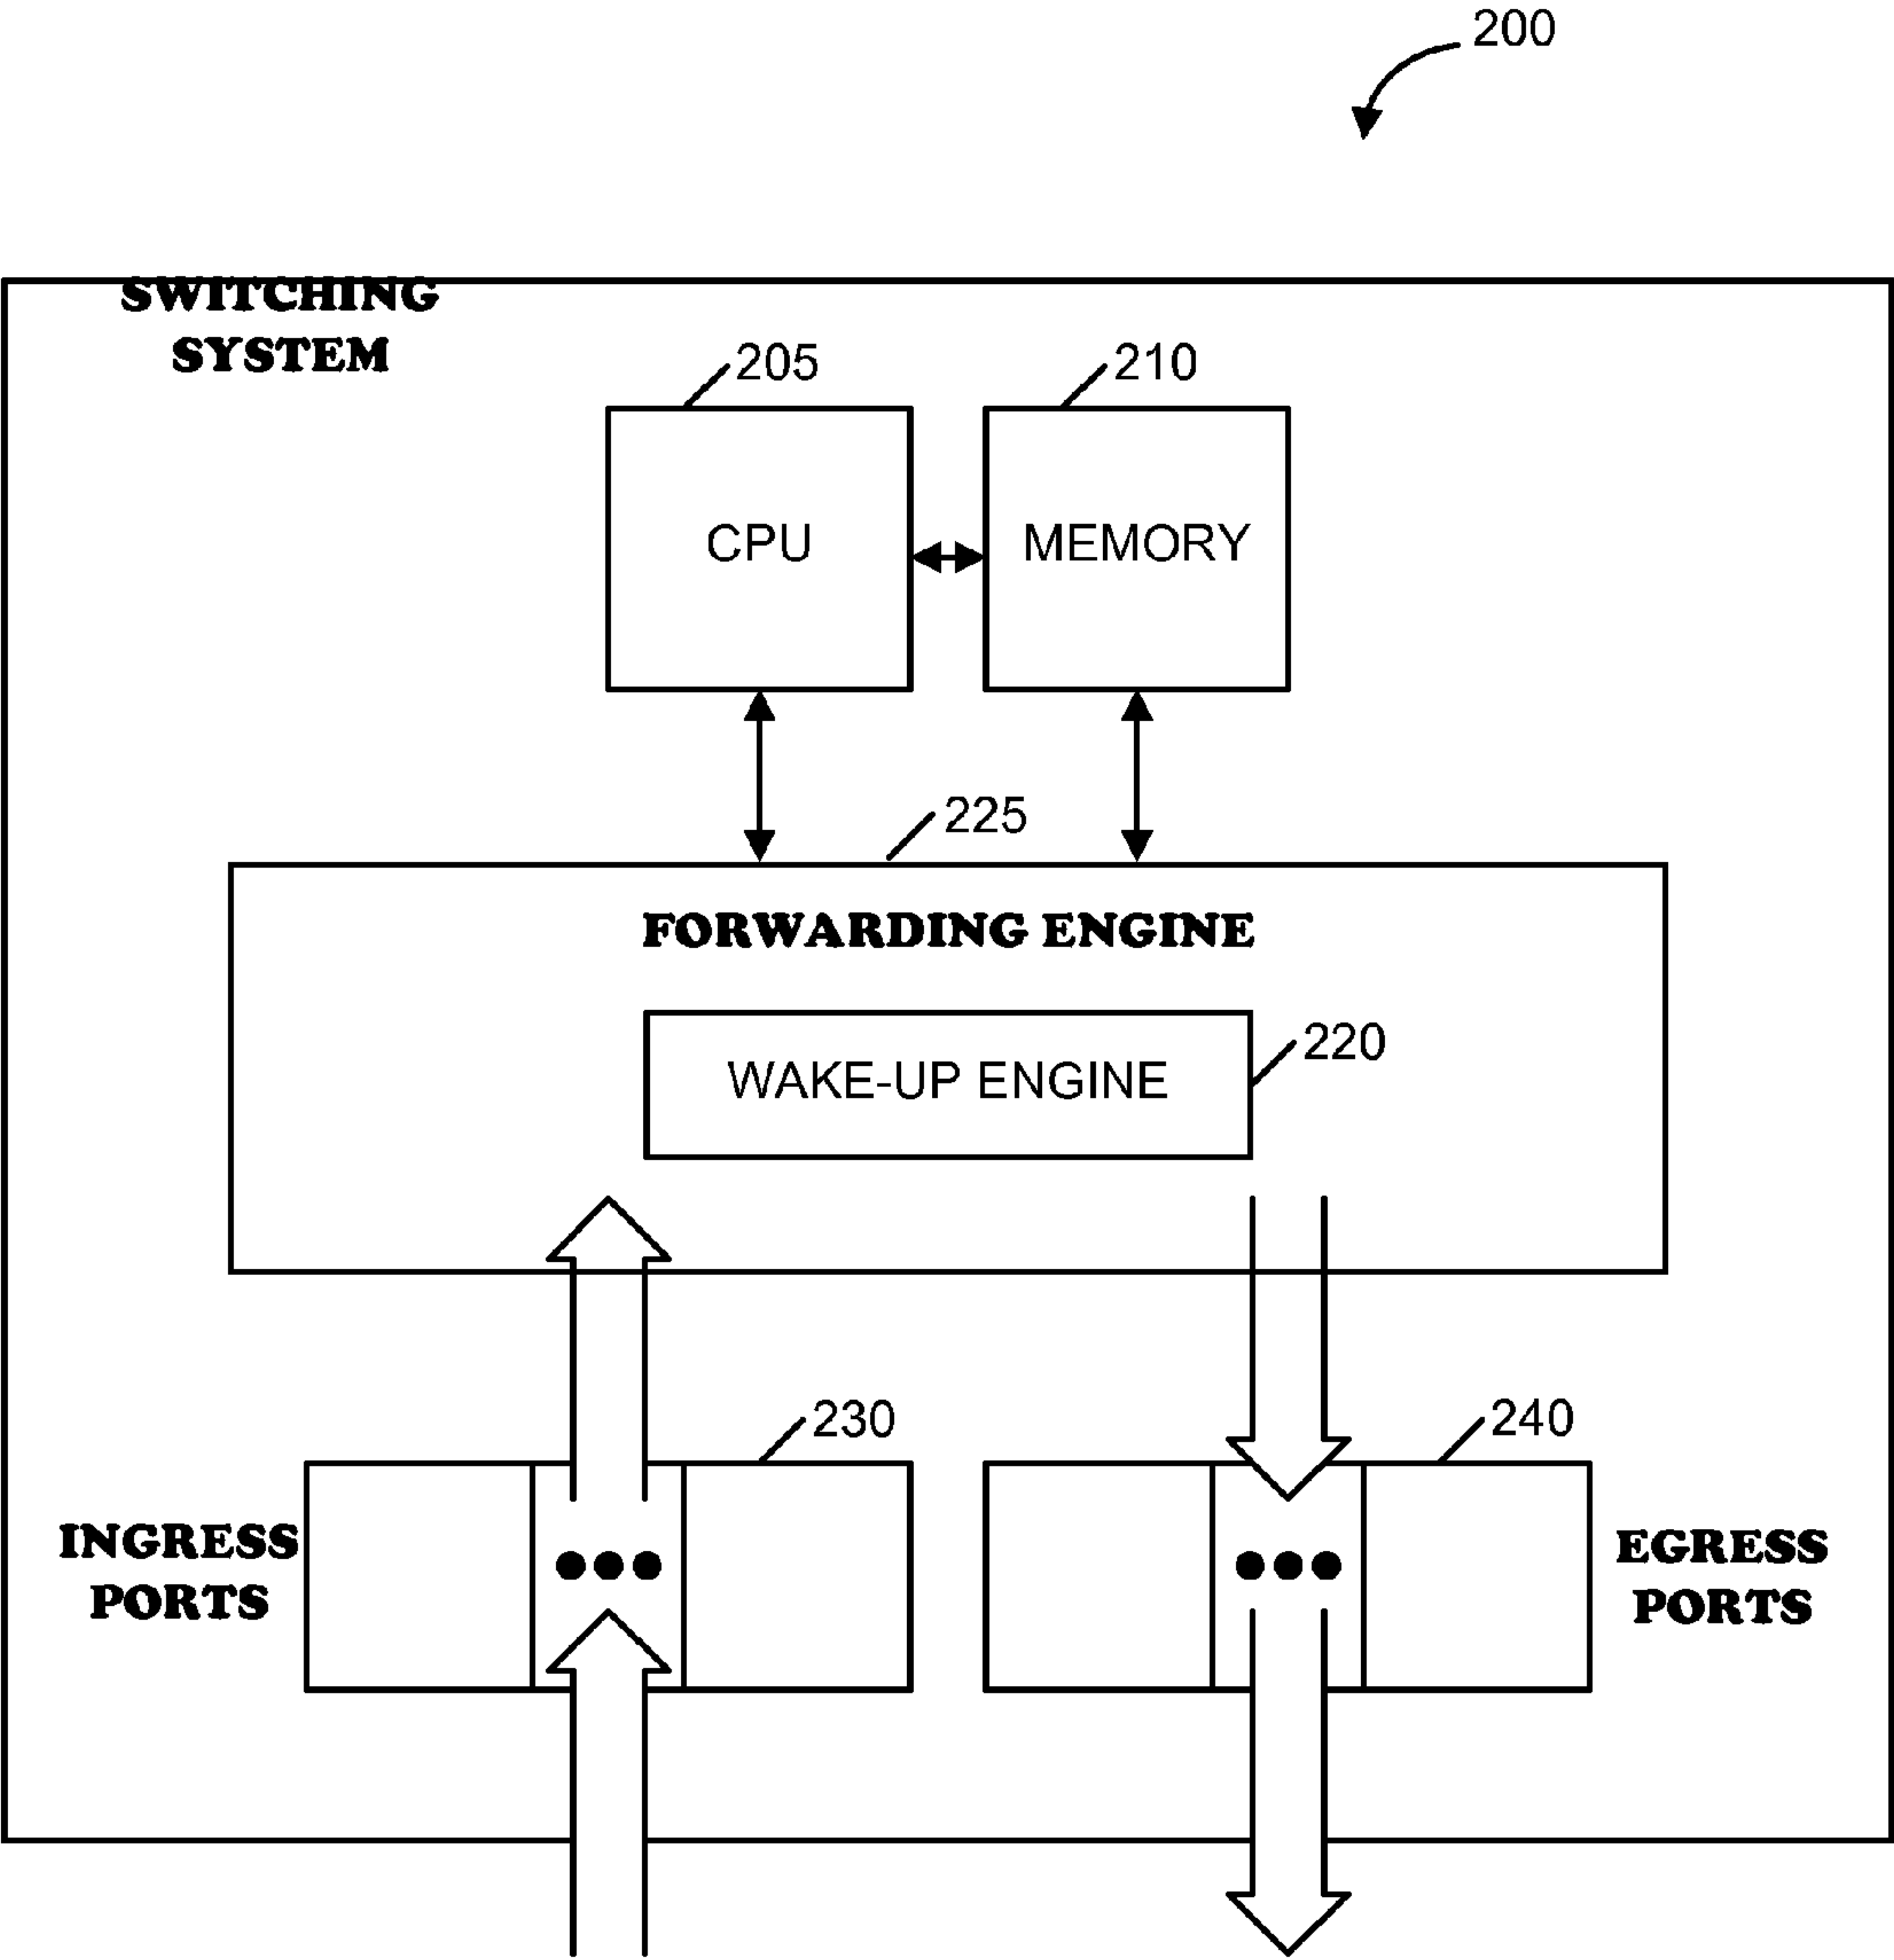 200
SWITCHING
SYSTEM
205
210
CPU
MEMORY
225
FORWARDING ENGINE
220
WAKE-UP ENGINE
230
240
INGRESS
PORTS
EGRESS
PORTS